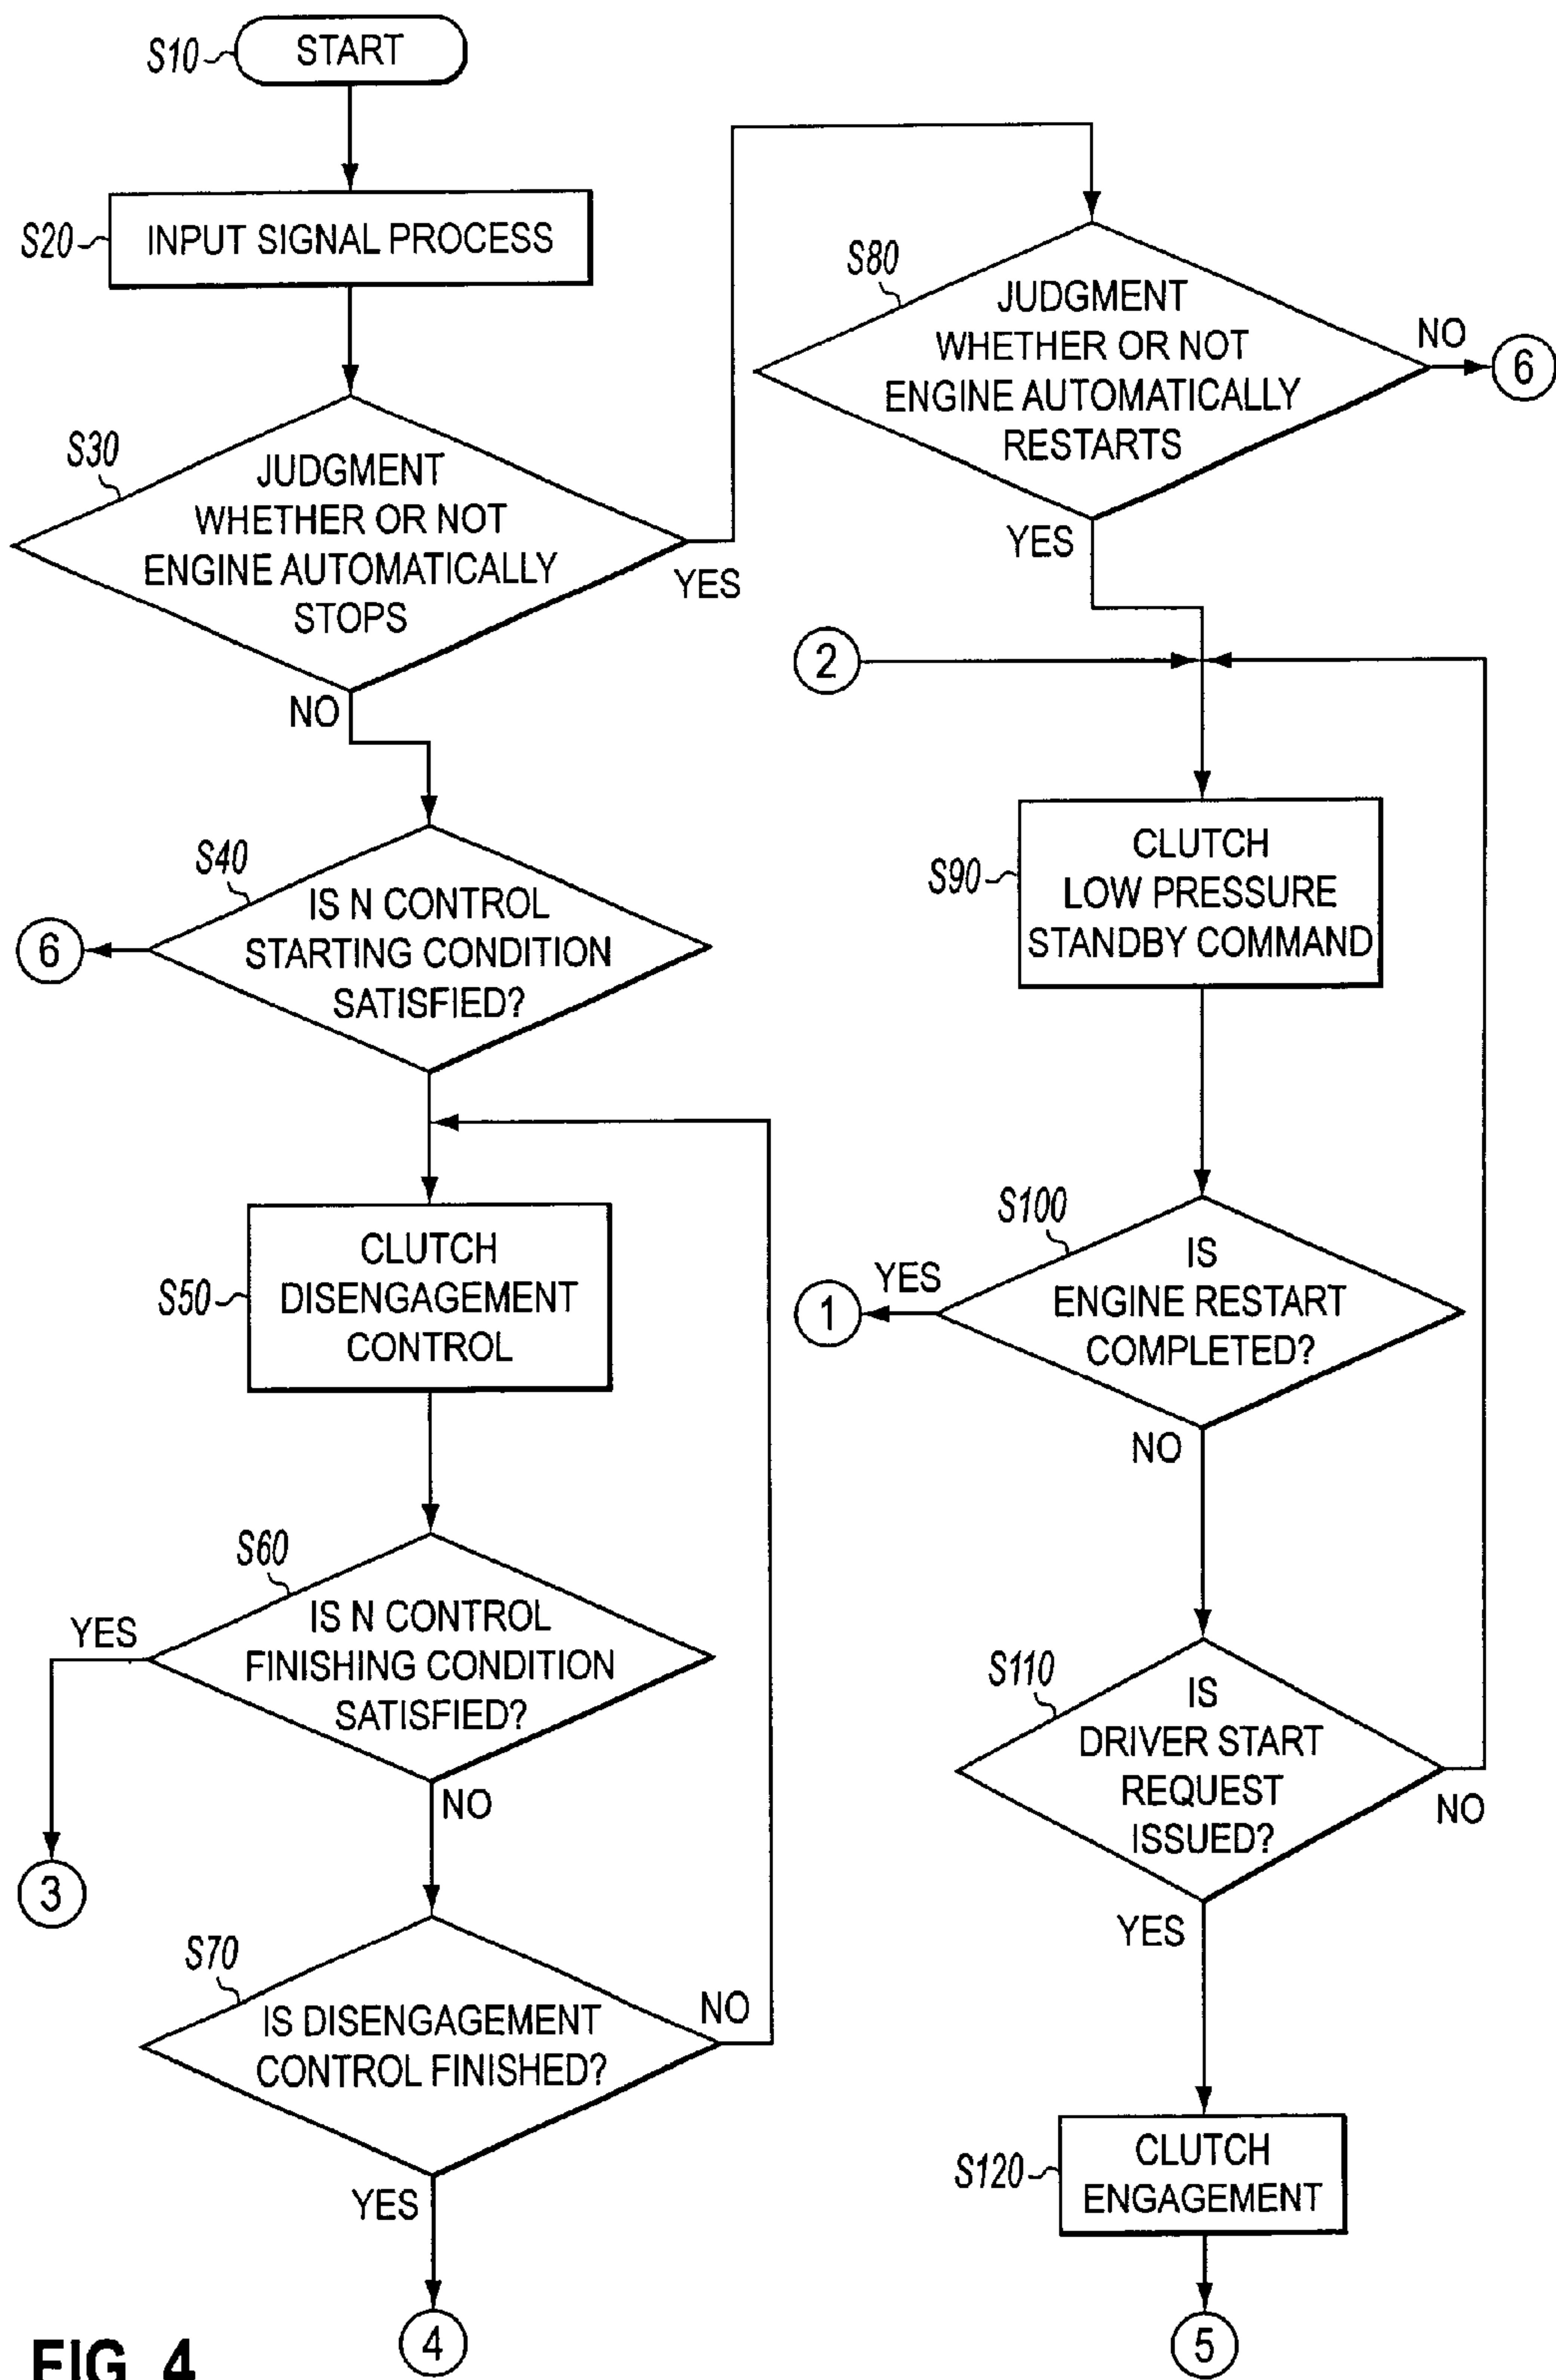 S10
START
S20
INPUT SIGNAL PROCESS
S30
JUDGMENT
WHETHER OR NOT
ENGINE AUTOMATICALLY
STOPS
YES
NO
S40
IS N CONTROL
STARTING CONDITION
SATISFIED?
6
S50
CLUTCH
DISENGAGEMENT
CONTROL
S60
IS N CONTROL
FINISHING CONDITION
SATISFIED?
YES
NO
3
S70
IS DISENGAGEMENT
CONTROL FINISHED?
NO
YES
4
S80
JUDGMENT
WHETHER OR NOT
ENGINE AUTOMATICALLY
RESTARTS
NO
6
YES
2
S90
CLUTCH
LOW PRESSURE
STANDBY COMMAND
S100
IS
ENGINE RESTART
COMPLETED?
YES
1
NO
S110
IS
DRIVER START
REQUEST
ISSUED?
NO
YES
S120
CLUTCH
ENGAGEMENT
5
FIG. 4